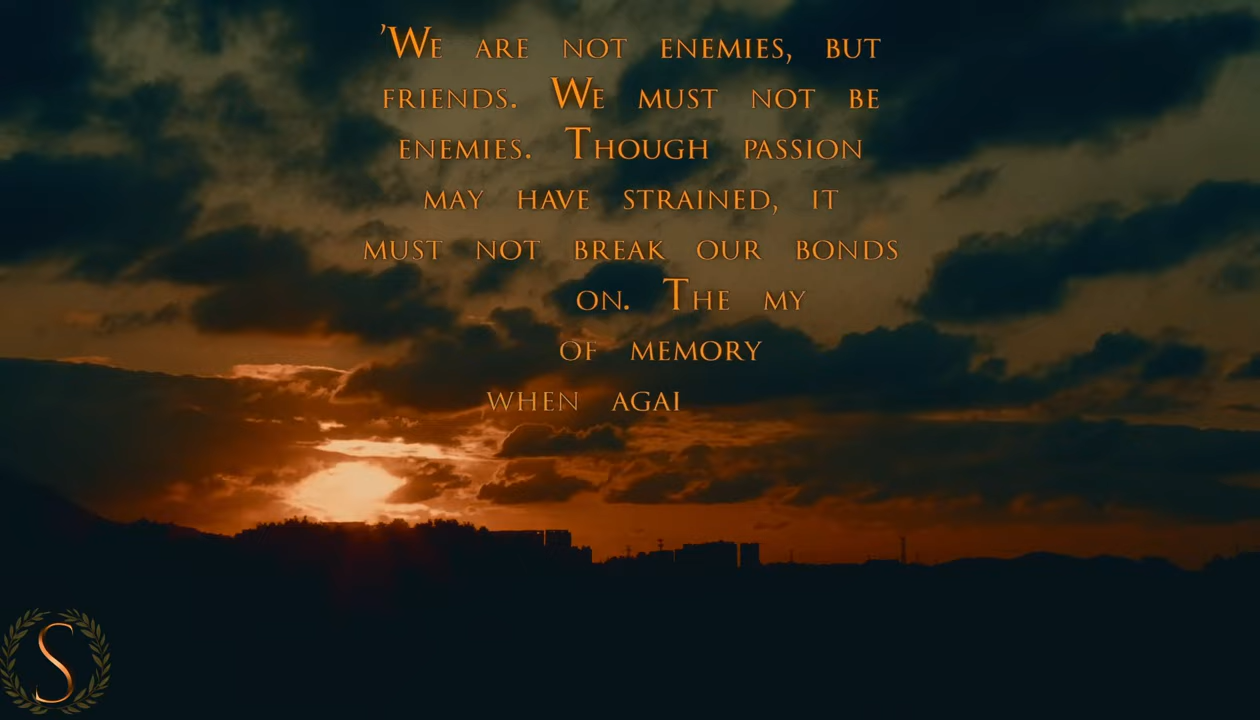 'We are not enemies, but
friends. We must not be
enemies. Though passion
may have strained, it
must not break our bonds
on. The my
of memory
when agai
S